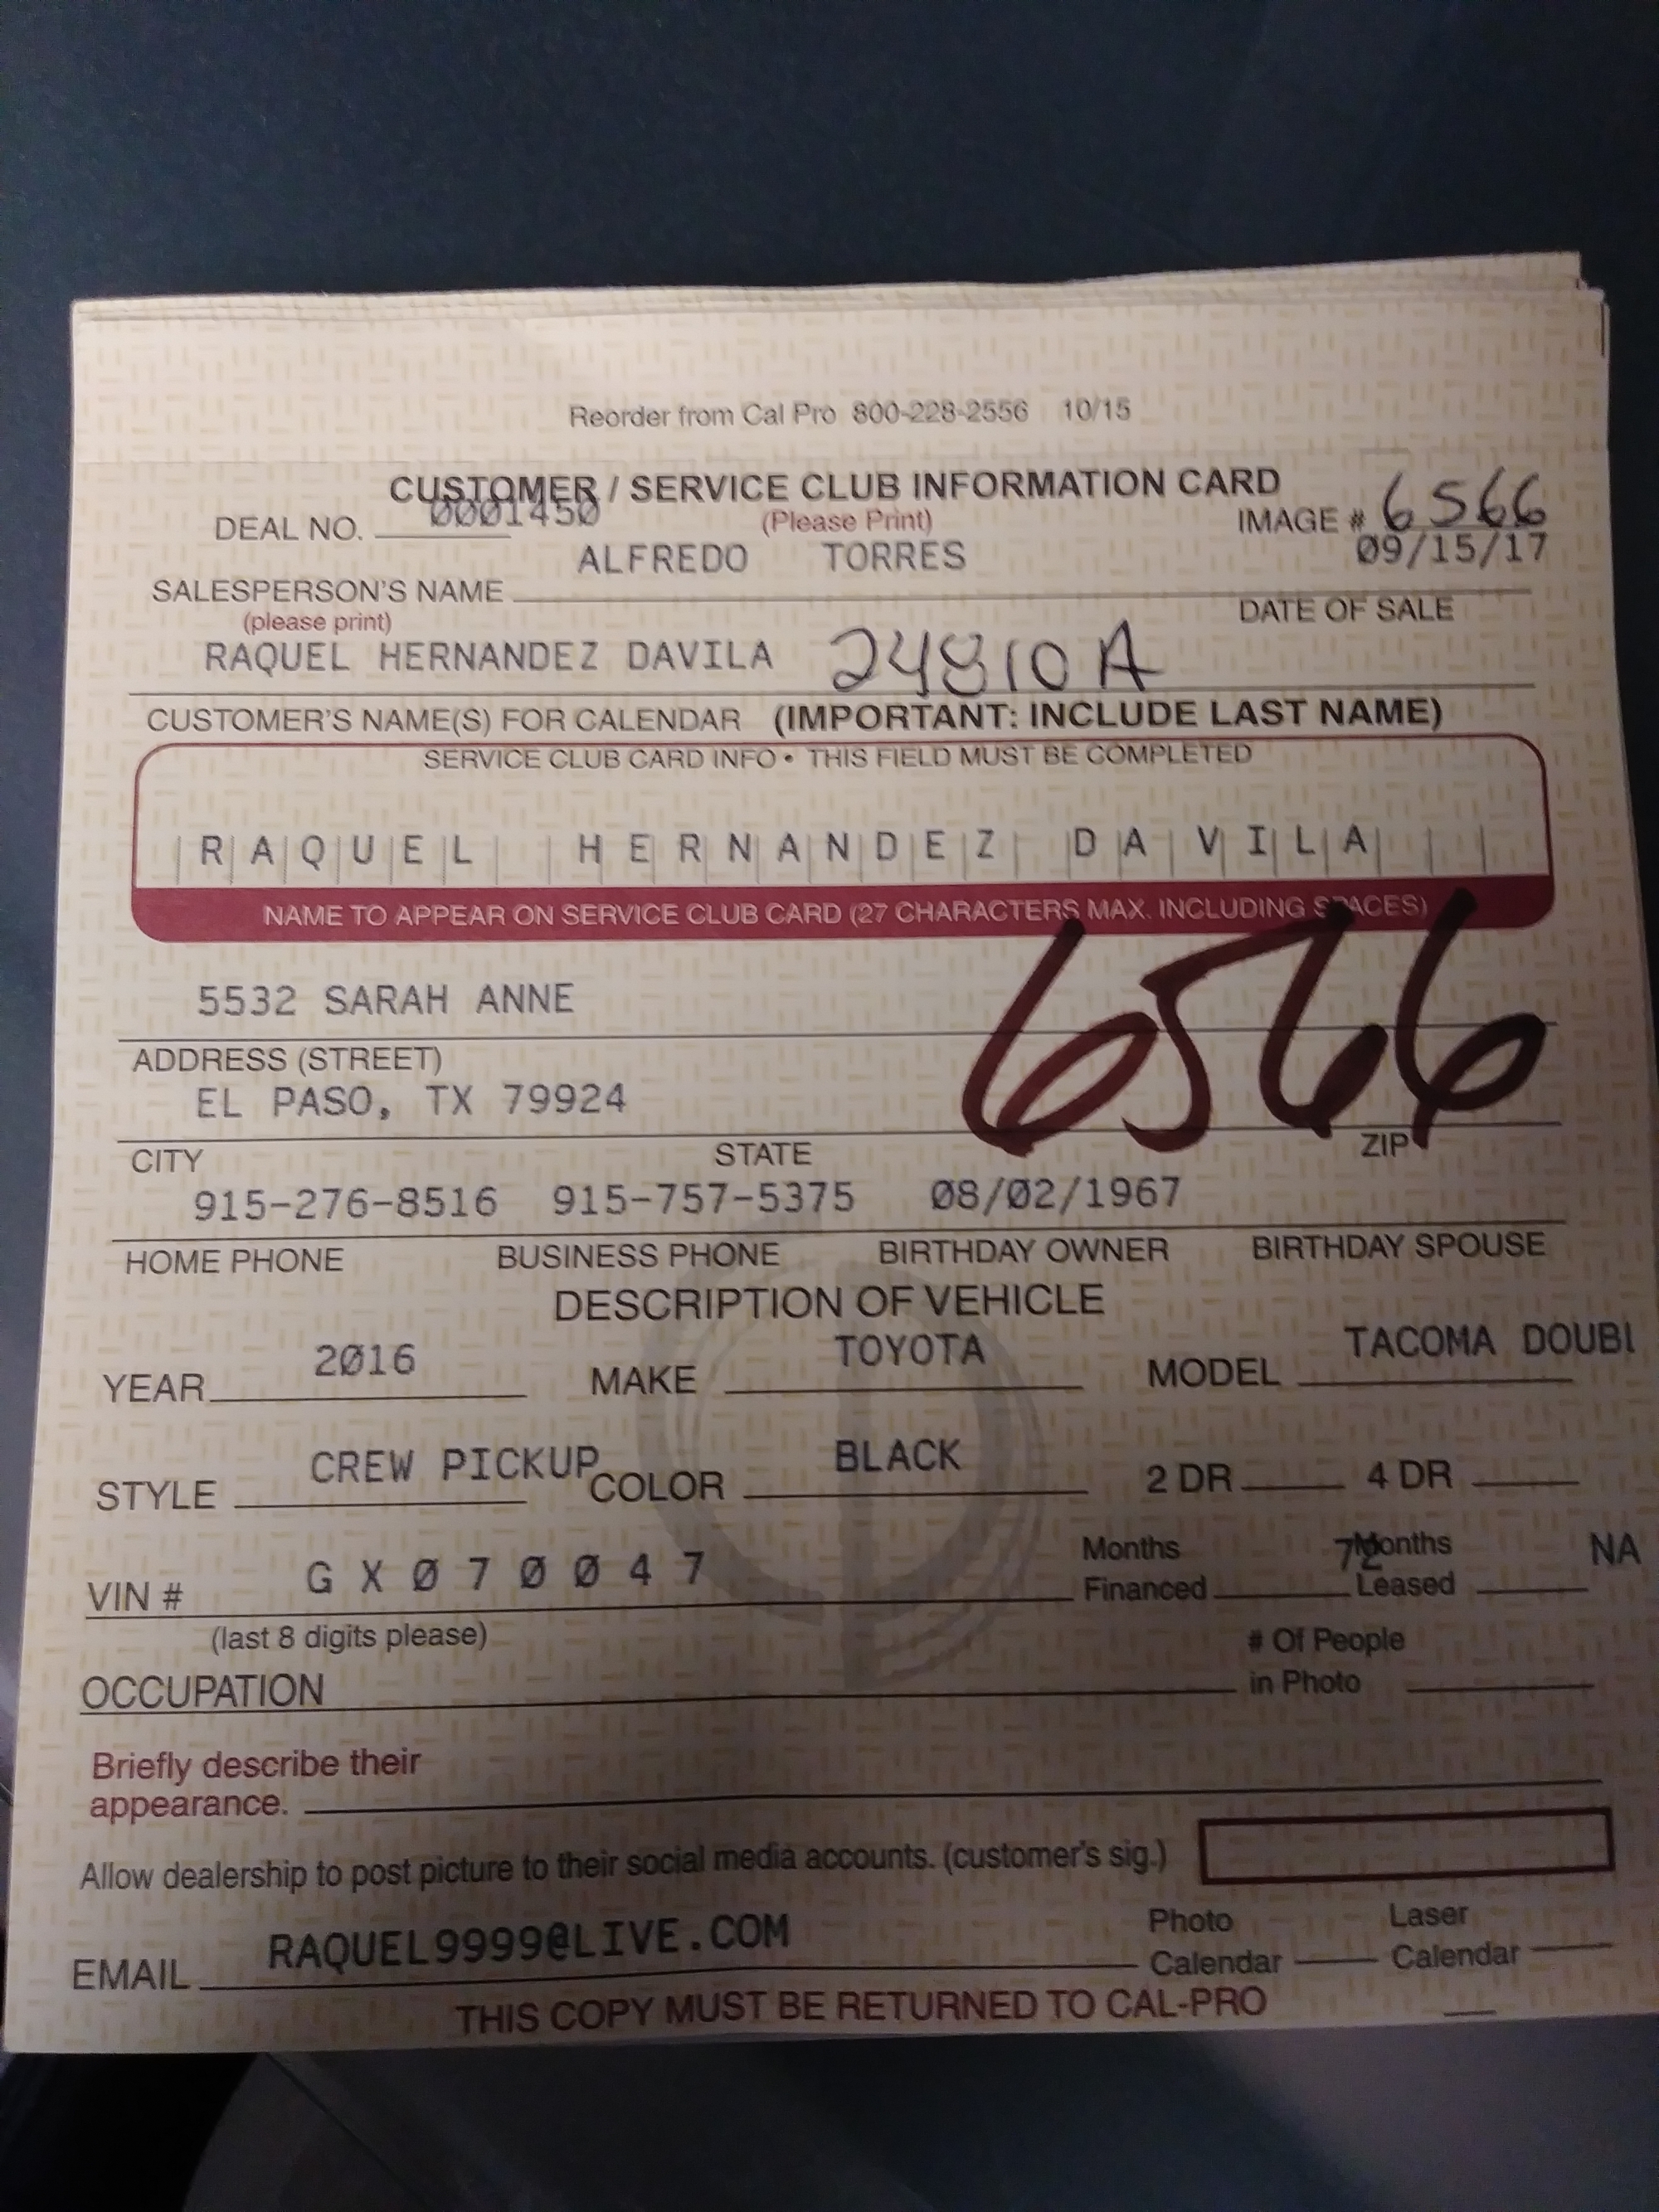 Reorder from Cal Pro 800-228-2556 10/15
CUSTOMER / SERVICE CLUB INFORMATION CARD
DEAL NO. 0001450 (Please Print) IMAGE # 6566
ALFREDO TORRES 09/15/17
SALESPERSON'S NAME DATE OF SALE
(please print)
RAQUEL HERNANDEZ DAVILA 24810A
CUSTOMER'S NAME(S) FOR CALENDAR (IMPORTANT: INCLUDE LAST NAME)
SERVICE CLUB CARD INFO • THIS FIELD MUST BE COMPLETED
RAQUEL HERNANDEZ DAVILA
NAME TO APPEAR ON SERVICE CLUB CARD (27 CHARACTERS MAX. INCLUDING SPACES)
6566
5532 SARAH ANNE
ADDRESS (STREET)
EL PASO, TX 79924
CITY STATE ZIP
915-276-8516 915-757-5375 08/02/1967
HOME PHONE BUSINESS PHONE BIRTHDAY OWNER BIRTHDAY SPOUSE
DESCRIPTION OF VEHICLE
YEAR 2016 MAKE TOYOTA MODEL TACOMA DOUBL
STYLE CREW PICKUP COLOR BLACK 2 DR 4 DR
VIN # GX070047 Months Financed 72 Months Leased NA
(last 8 digits please)
OCCUPATION # Of People in Photo
Briefly describe their
appearance.
Allow dealership to post picture to their social media accounts. (customer's sig.)
EMAIL RAQUEL9999@LIVE.COM Photo Calendar Laser Calendar
THIS COPY MUST BE RETURNED TO CAL-PRO